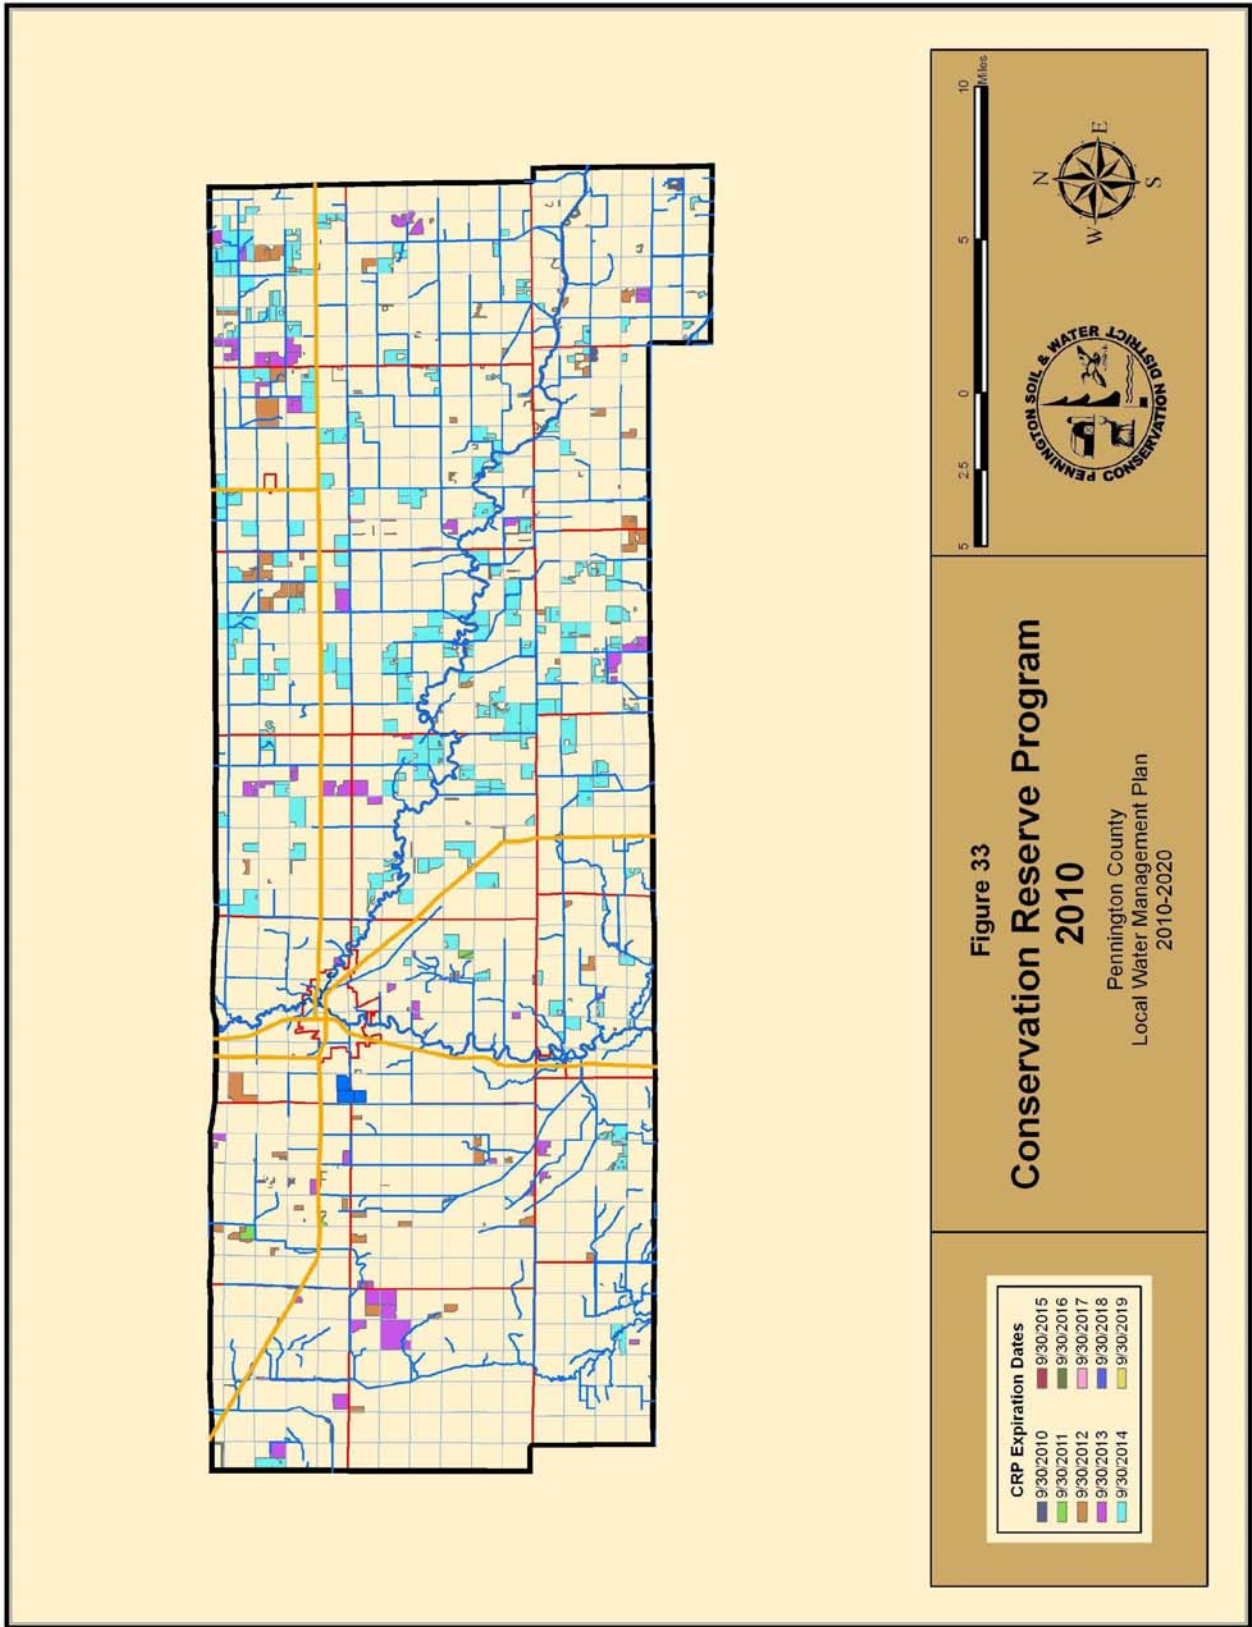 CRP Expiration Dates
9/30/2010
9/30/2011
9/30/2012
9/30/2013
9/30/2014
9/30/2015
9/30/2016
9/30/2017
9/30/2018
9/30/2019
Figure 33
Conservation Reserve Program
2010
Pennington County
Local Water Management Plan
2010-2020
5 2.5 0 5 10
Miles
PENNINGTON SOIL & WATER
CONSERVATION DISTRICT
N
W E
S